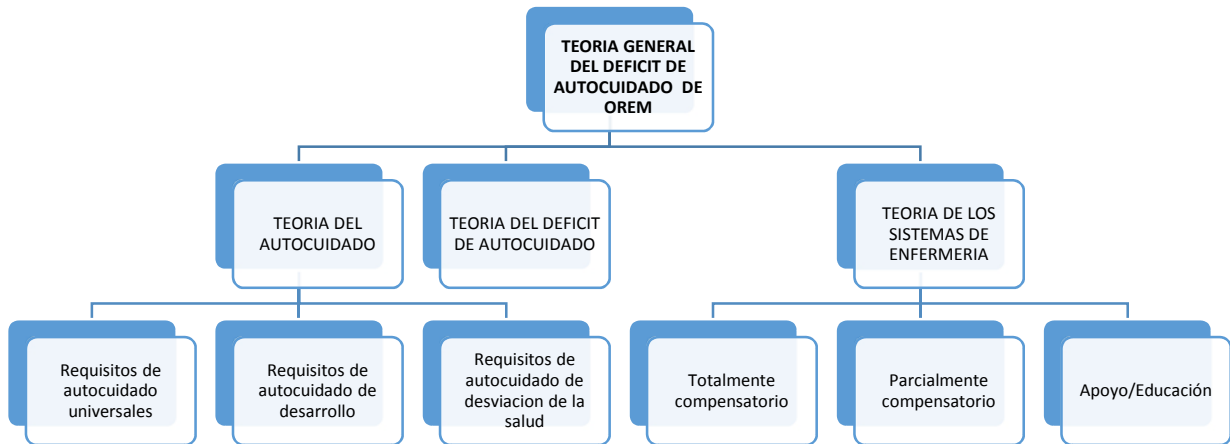 TEORIA GENERAL
DEL DEFICIT DE
AUTOCUIDADO DE
OREM
TEORIA DEL
AUTOCUIDADO
TEORIA DEL DEFICIT
DE AUTOCUIDADO
TEORIA DE LOS
SISTEMAS DE
ENFERMERIA
Requisitos de
autocuidado
universales
Requisitos de
autocuidado de
desarrollo
Requisitos de
autocuidado de
desviacion de la
salud
Totalmente
compensatorio
Parcialmente
compensatorio
Apoyo/Educación